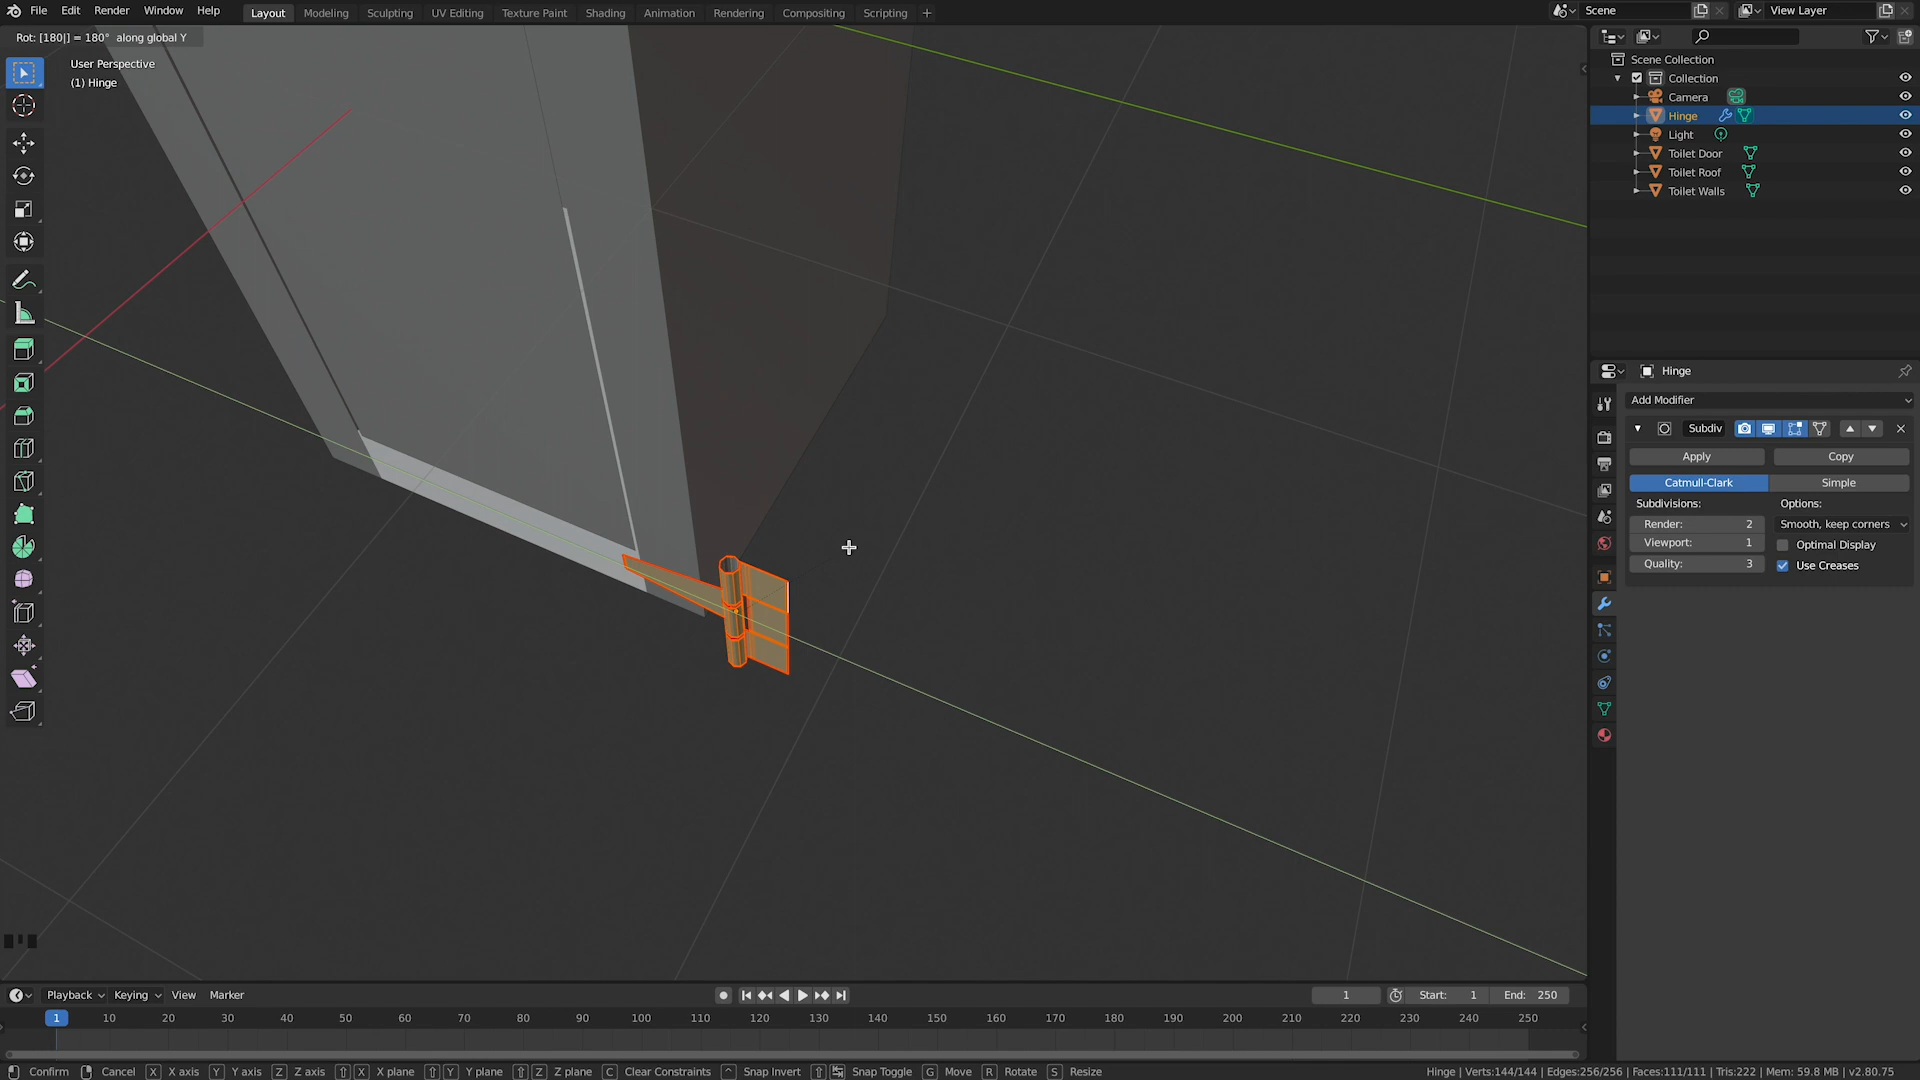 File Edit Render Window Help Layout Modeling Sculpting UV Editing Texture Paint Shading Animation Rendering Compositing Scripting + Scene View Layer
Rot: [180|] = 180° along global Y
User Perspective
(1) Hinge
Scene Collection
Collection
Camera
Hinge
Light
Toilet Door
Toilet Roof
Toilet Walls
Hinge
Add Modifier
Subdiv
Apply Copy
Catmull-Clark Simple
Subdivisions: Options:
Render: 2 Smooth, keep corners
Viewport: 1 Optimal Display
Quality: 3 Use Creases
Playback Keying View Marker 1 Start: 1 End: 250
1 10 20 30 40 50 60 70 80 90 100 110 120 130 140 150 160 170 180 190 200 210 220 230 240 250
Confirm Cancel X X axis Y Y axis Z Z axis X X plane Y Y plane Z Z plane C Clear Constraints ^ Snap Invert Snap Toggle G Move R Rotate S Resize Hinge | Verts:144/144 | Edges:256/256 | Faces:111/111 | Tris:222 | Mem: 59.8 MB | v2.80.75